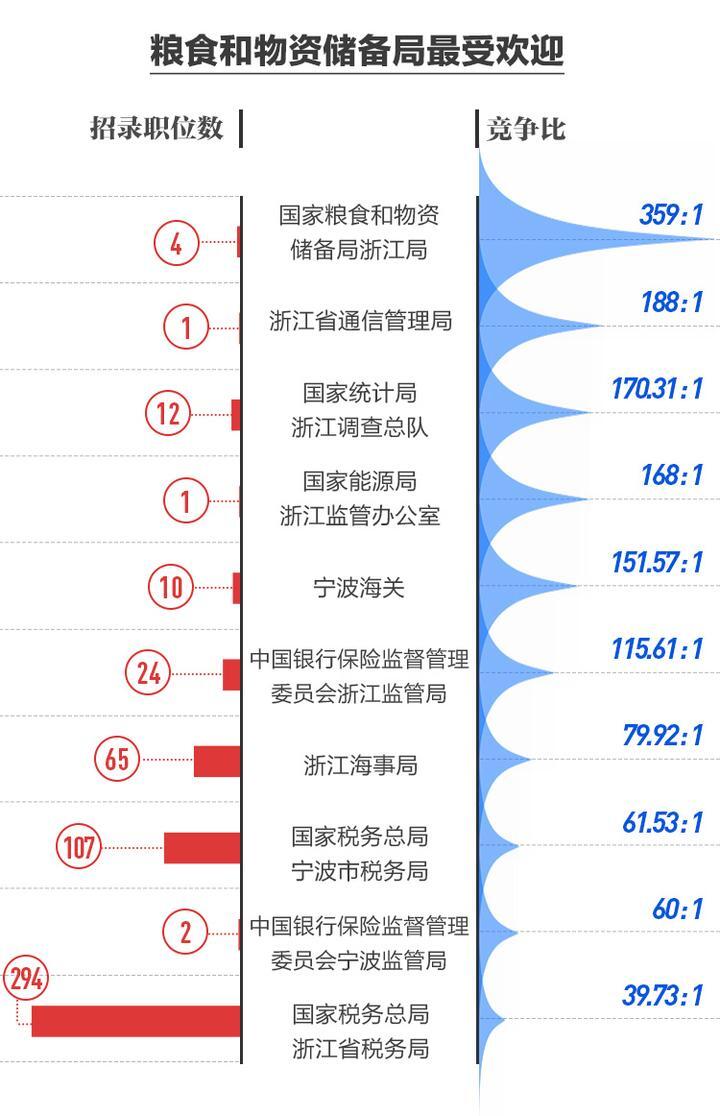 粮食和物资储备局最受欢迎
招录职位数
竞争比
4
国家粮食和物资
储备局浙江局
359:1
1
浙江省通信管理局
188:1
12
国家统计局
浙江调查总队
170.31:1
1
国家能源局
浙江监管办公室
168:1
10
宁波海关
151.57:1
24
中国银行保险监督管理
委员会浙江监管局
115.61:1
65
浙江海事局
79.92:1
107
国家税务总局
宁波市税务局
61.53:1
2
中国银行保险监督管理
委员会宁波监管局
60:1
294
国家税务总局
浙江省税务局
39.73:1